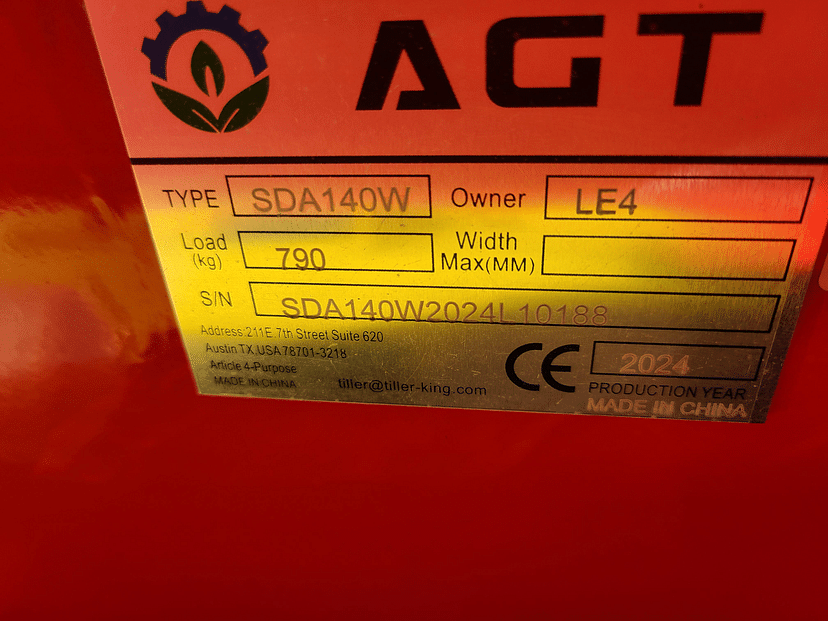 AGT
TYPE SDA140W Owner LE4
Load (kg) 790 Width Max(MM)
S/N SDA140W2024L10188
Address:211E 7th Street Suite 620
Austin TX,USA 78701-3218
Article 4-Purpose
MADE IN CHINA
tiller@tiller-king.com
CE 2024
PRODUCTION YEAR
MADE IN CHINA